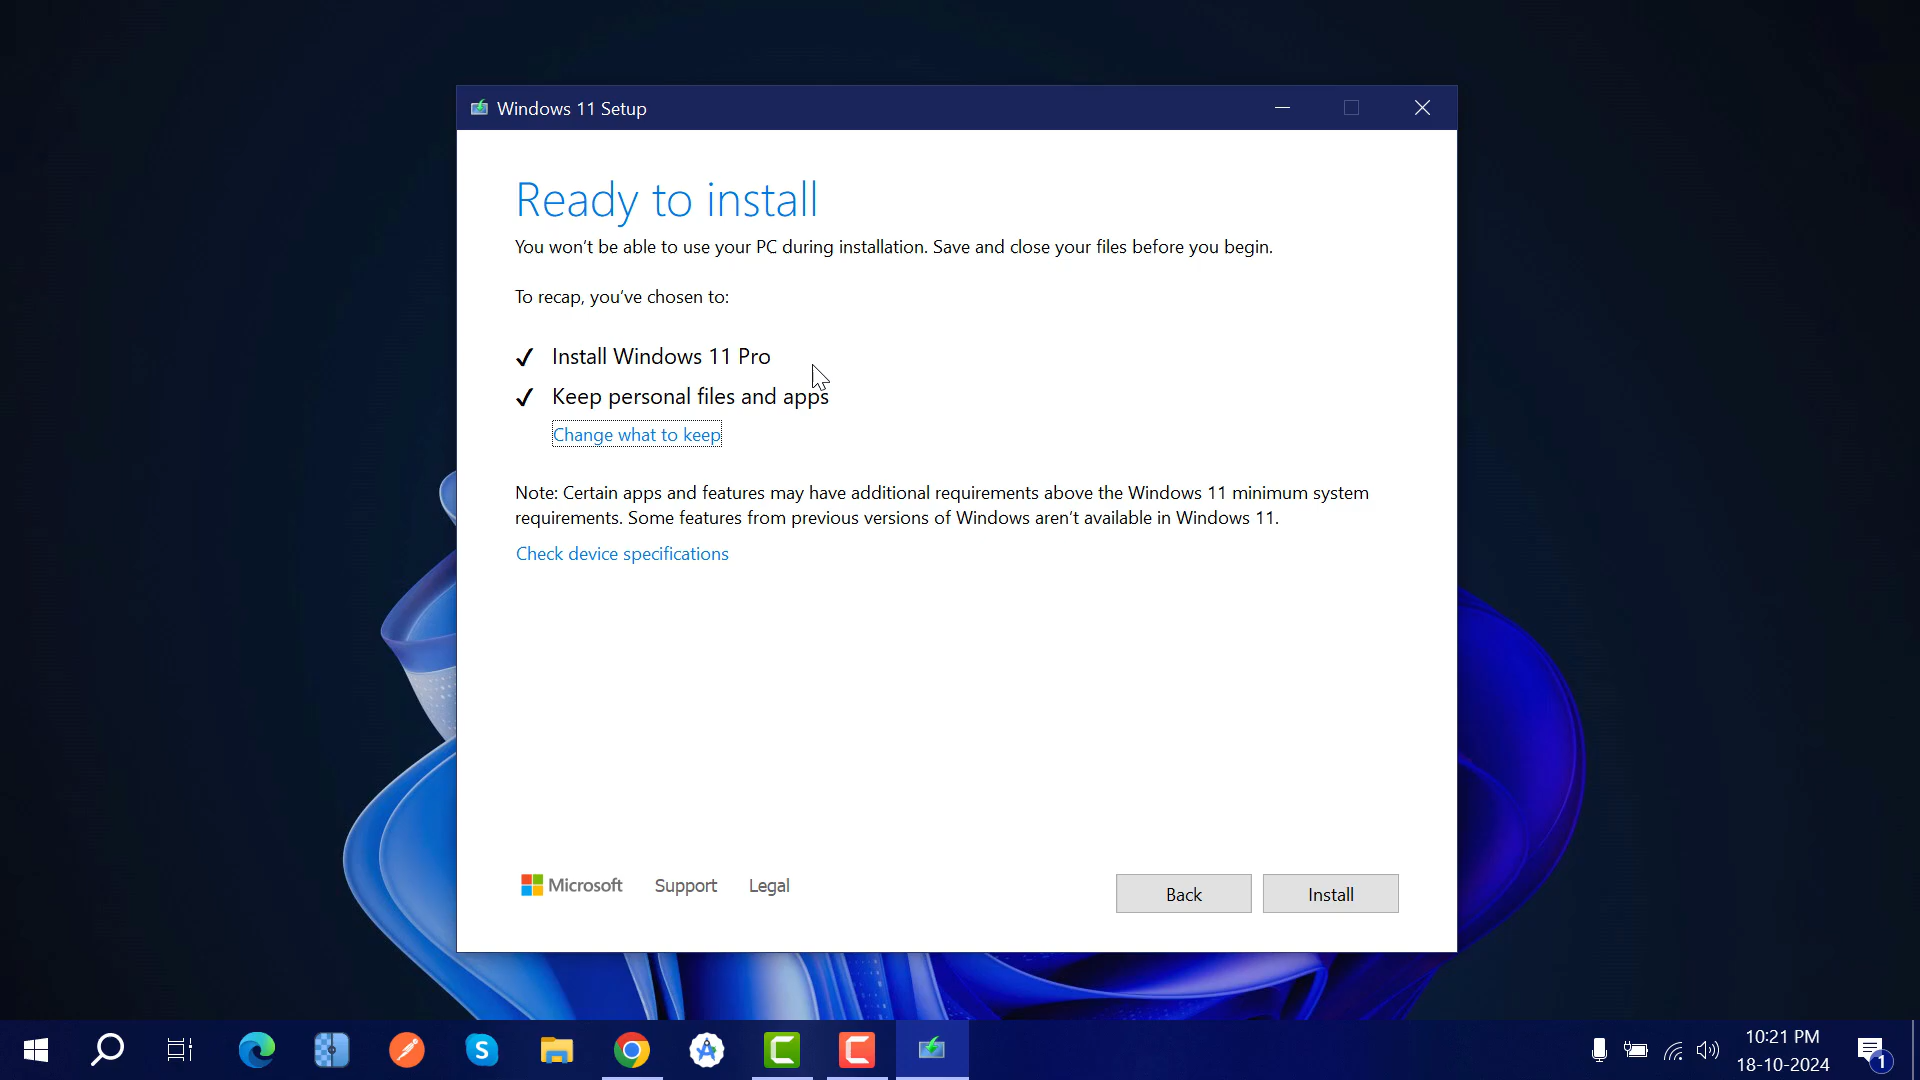 Windows 11 Setup
Ready to install
You won't be able to use your PC during installation. Save and close your files before you begin.
To recap, you've chosen to:
Install Windows 11 Pro
Keep personal files and apps
Change what to keep
Note: Certain apps and features may have additional requirements above the Windows 11 minimum system
requirements. Some features from previous versions of Windows aren't available in Windows 11.
Check device specifications
Microsoft Support Legal
Back Install
S
10:21 PM
18-10-2024
1